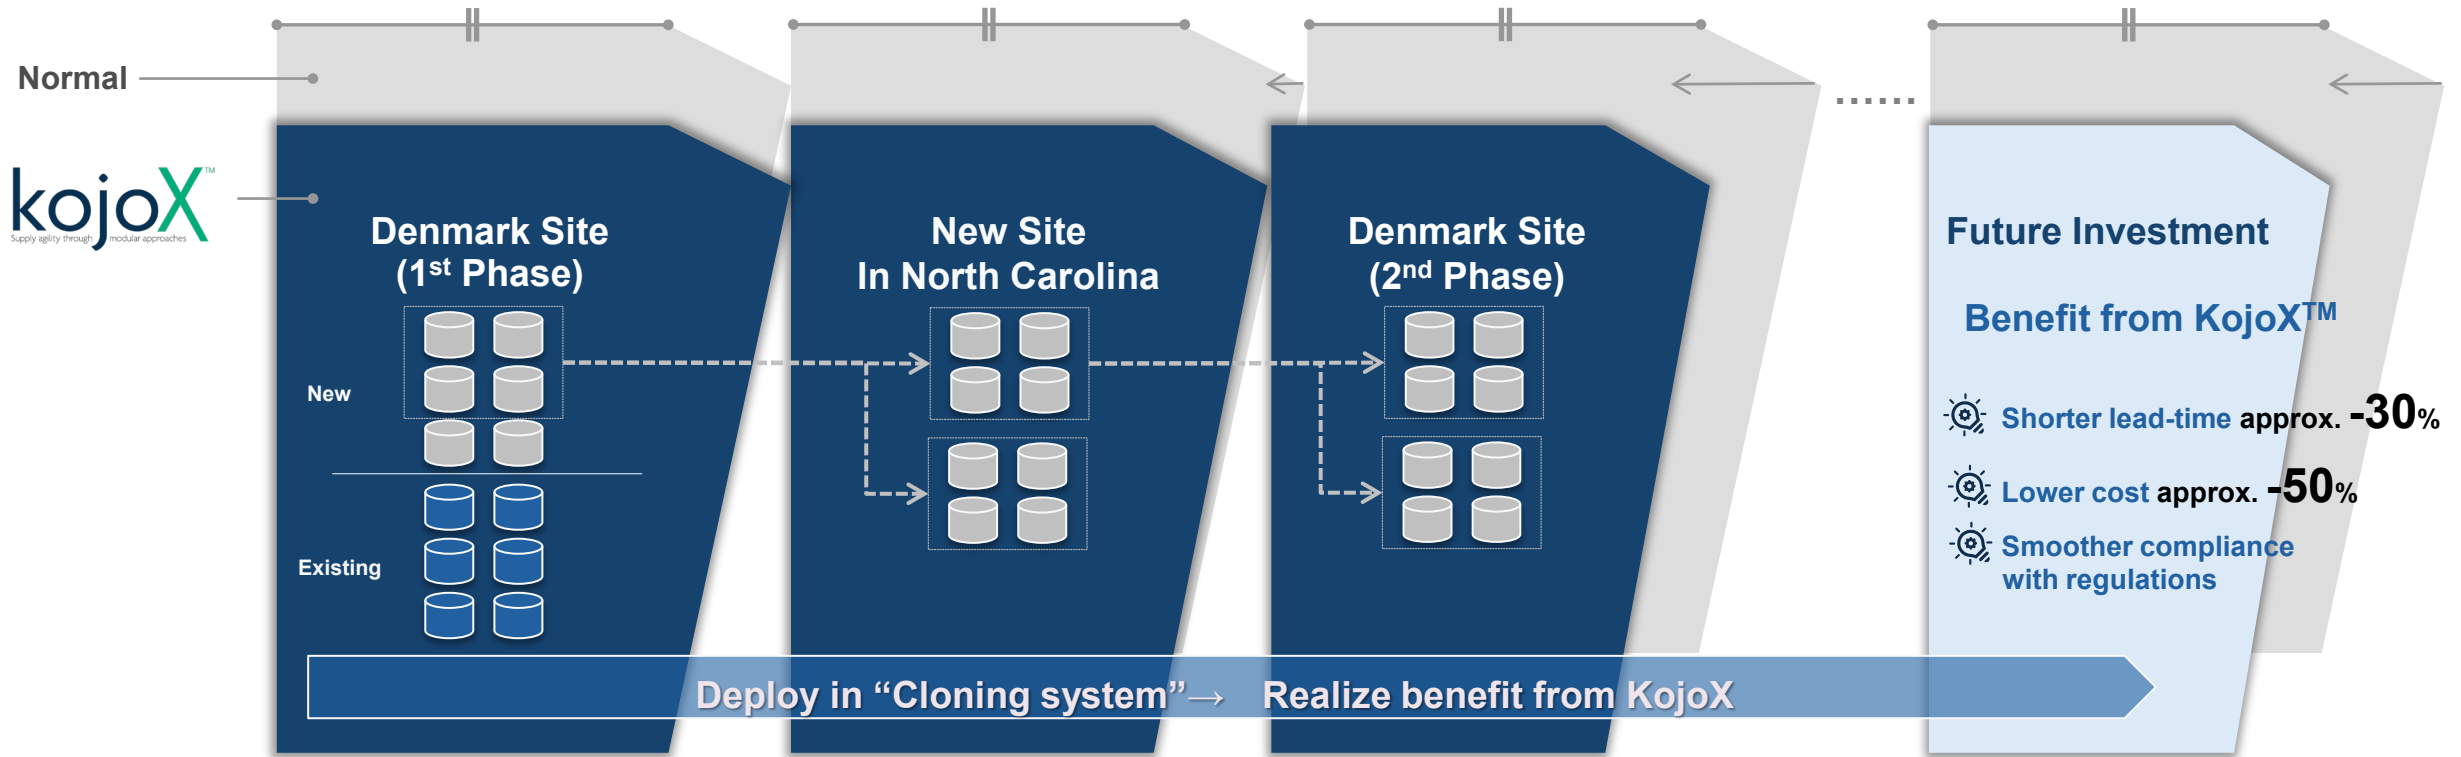 Normal
kojoX™
Supply agility through modular approaches
Denmark Site
(1st Phase)
New
Existing
New Site
In North Carolina
Denmark Site
(2nd Phase)
......
Future Investment
Benefit from KojoX™
Shorter lead-time approx. -30%
Lower cost approx. -50%
Smoother compliance
with regulations
Deploy in “Cloning system”→ Realize benefit from KojoX